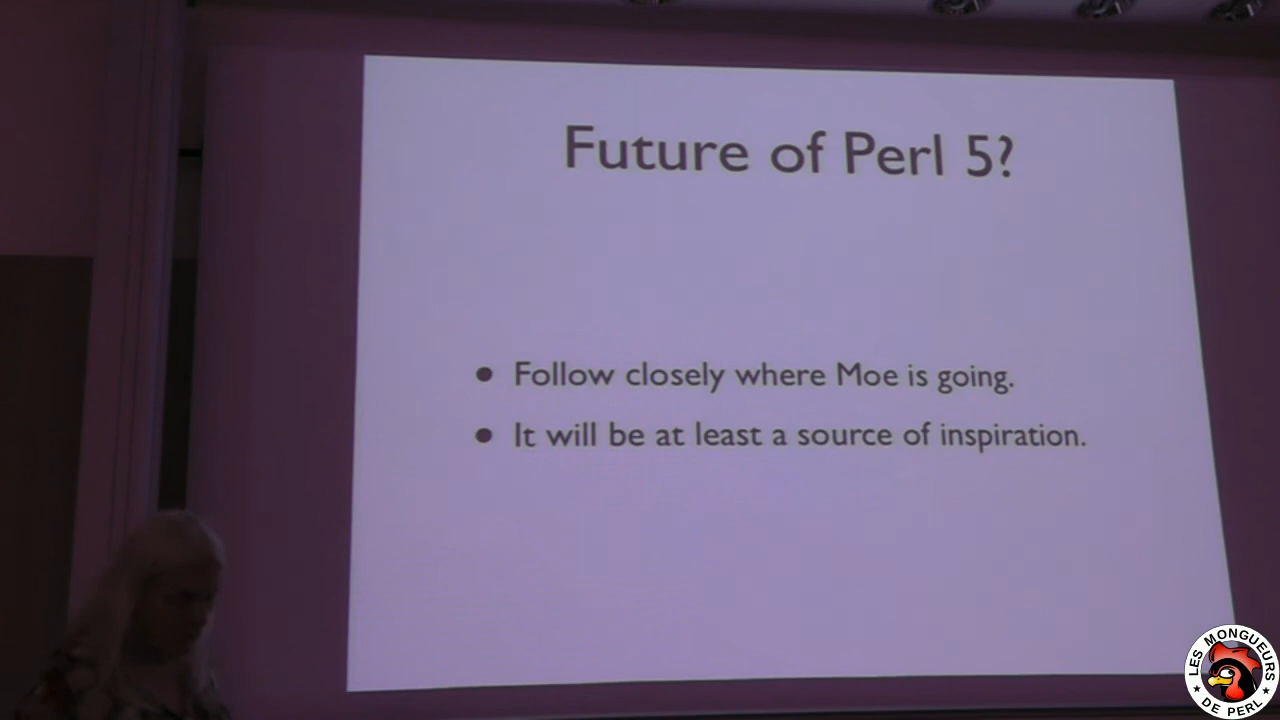 Future of Perl 5?
● Follow closely where Moe is going.
● It will be at least a source of inspiration.
LES MONGUEURS
★ DE PERL ★